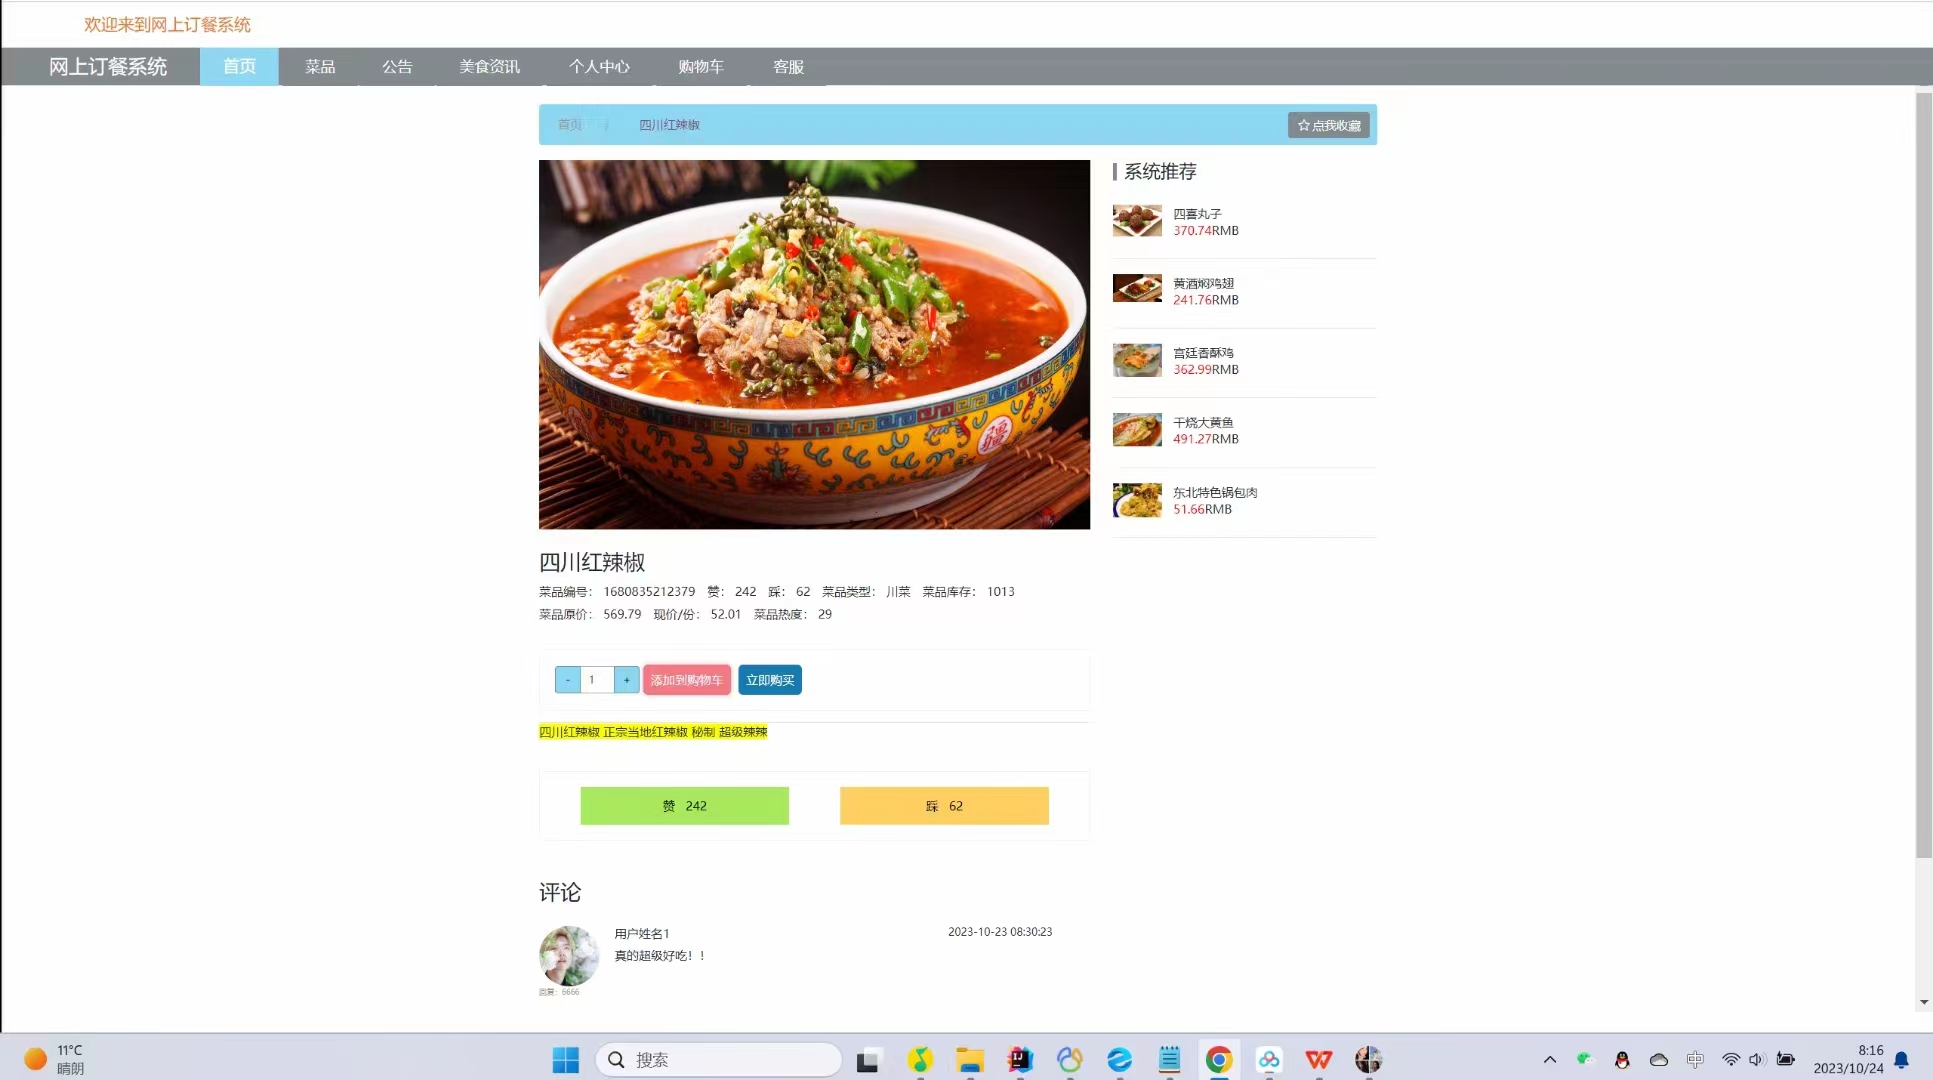 欢迎来到网上订餐系统
网上订餐系统 首页 菜品 公告 美食资讯 个人中心 购物车 客服
首页 / 四川红辣椒 ☆点我收藏
系统推荐
四喜丸子
370.74RMB
黄酒焖鸡翅
241.76RMB
宫廷香酥鸡
362.99RMB
干烧大黄鱼
491.27RMB
东北特色锅包肉
51.66RMB
疆
四川红辣椒
菜品编号： 1680835212379 赞： 242 踩： 62 菜品类型： 川菜 菜品库存： 1013
菜品原价： 569.79 现价/份： 52.01 菜品热度： 29
- 1 + 添加到购物车 立即购买
四川红辣椒 正宗当地红辣椒 秘制 超级辣辣
赞 242 踩 62
评论
用户姓名1 2023-10-23 08:30:23
真的超级好吃！！
回复：6666
11°C
晴朗
搜索
中
8:16
2023/10/24